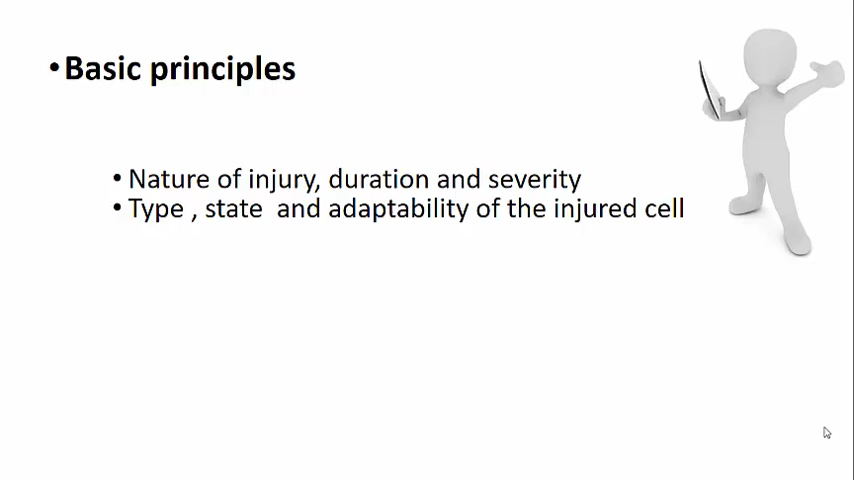 •Basic principles
• Nature of injury, duration and severity
• Type , state  and adaptability of the injured cell